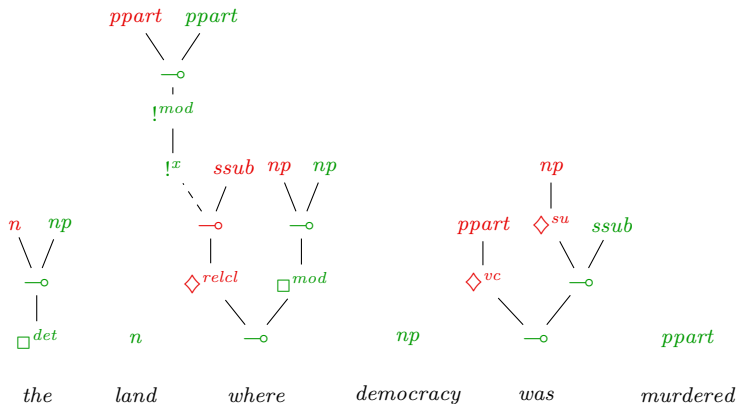 ppart ppart
⊸
!mod
!x ssub np np np
n np ⊸ ⊸ ppart ◇su ssub
⊸ ◇relcl □mod ◇vc ⊸
□det n ⊸ np ⊸ ppart
the land where democracy was murdered